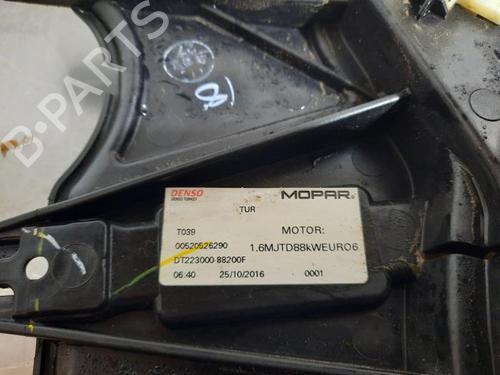 DENSO
DENSO TURKEY
MOPAR®
TUR
T039
MOTOR:
00520526290
1.6MJTD88kWEURO6
DT223000-88200F
06:40 25/10/2016 0001
B-PARTS